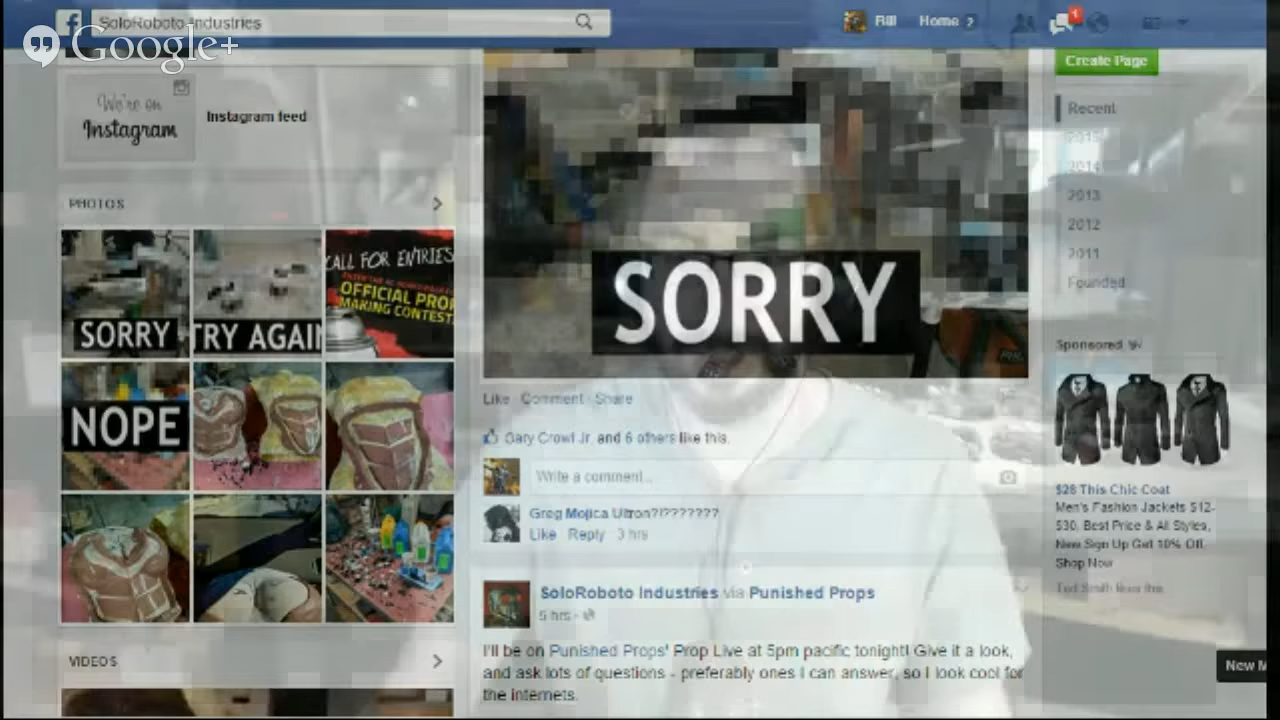 SoloRoboto Industries
Home
1
Google+
Create Page
We're on
Instagram
Instagram feed
Recent
2015
2014
2013
2012
2011
Founded
PHOTOS
SORRY
TRY AGAIN
CALL FOR ENTRIES
OFFICIAL PROP
MAKING CONTEST
NOPE
SORRY
Like Comment Share
Gary Crowl Jr. and 6 others like this.
Write a comment...
Greg Mojica Ultron?!???????
Like Reply 3 hrs
Sponsored
$28 This Chic Coat
Men's Fashion Jackets $12-
$30, Best Price & All Styles,
New Sign Up Get 10% Off.
Shop Now
SoloRoboto Industries via Punished Props
5 hrs
I'll be on Punished Props' Prop Live at 5pm pacific tonight! Give it a look,
and ask lots of questions - preferably ones I can answer, so I look cool for
the internets.
VIDEOS
New M